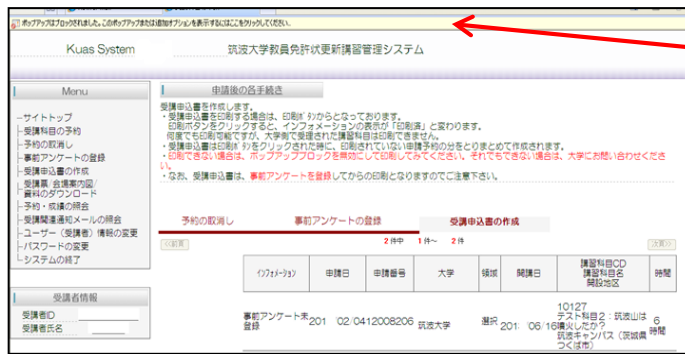 ポップアップはブロックされました。このポップアップまたは追加オプションを表示するにはここをクリックしてください。
Kuas System
筑波大学教員免許状更新講習管理システム
Menu
サイトトップ
受講科目の予約
予約の取消し
事前アンケートの登録
受講申込書の作成
受講票/会場案内図/
資料のダウンロード
予約・成績の照会
受講関連通知メールの照会
ユーザー（受講者）情報の変更
パスワードの変更
システムの終了
受講者情報
受講者ID
受講者氏名
申請後の各手続き
受講申込書を作成します。
・受講申込書を印刷する場合は、印刷ﾎﾞﾀﾝからとなっております。
印刷ボタンをクリックすると、インフォメーションの表示が「印刷済」と変わります。
何度でも印刷可能ですが、大学側で受理された講習科目は印刷できません。
・受講申込書は印刷ﾎﾞﾀﾝをクリックされた時に、印刷されていない申請予約の分をとりまとめて作成されます。
・印刷できない場合は、ポップアップブロックを無効にして印刷してみてください。それでもできない場合は、大学にお問い合わせください。
・なお、受講申込書は、事前アンケートを登録してからの印刷となりますのでご注意下さい。
予約の取消し 事前アンケートの登録 受講申込書の作成
<<前頁 2件中 1件～ 2件 次頁>>
ｲﾝﾌｫﾒｰｼｮﾝ 申請日 申請番号 大学 領域 開講日 講習科目CD
講習科目名
開設地区 時間
事前アンケート未
登録 201 '02/04 12008206 筑波大学 選択 201 '06/16 10127
テスト科目2：筑波山は
噴火したか？
筑波キャンパス（茨城県
つくば市） 6
時間